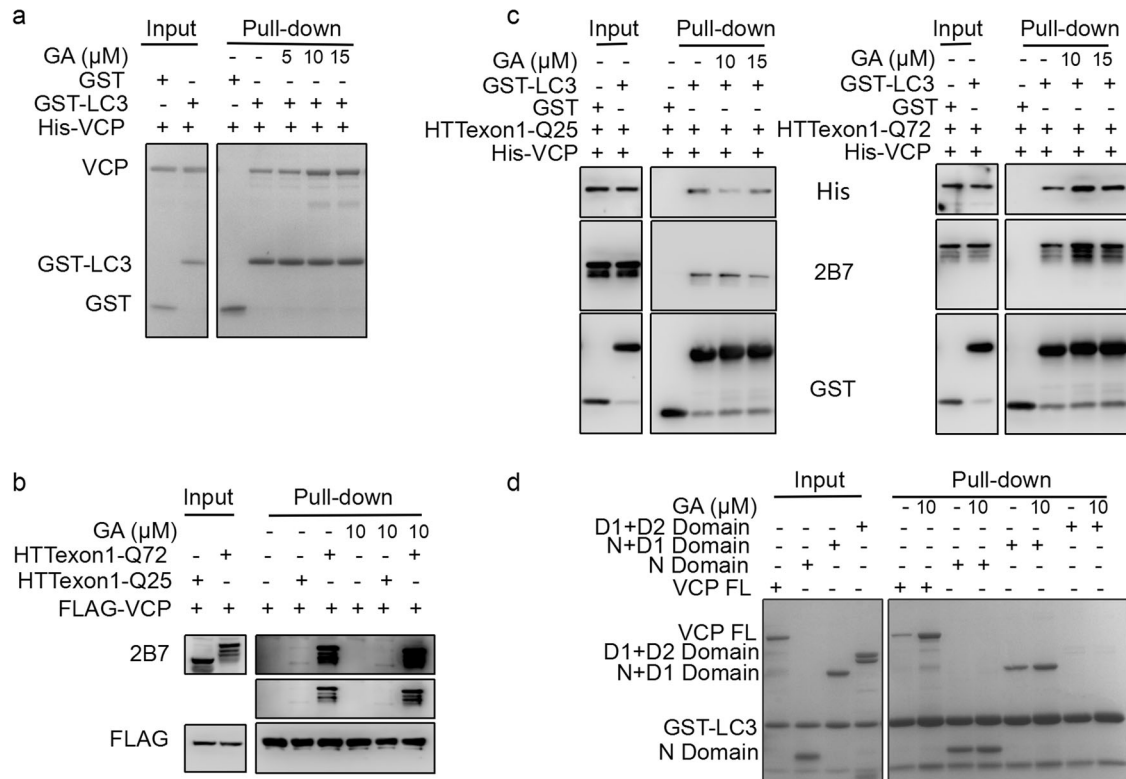 a
Input Pull-down
GA (μM) - - - - 5 10 15
GST + - + - - - -
GST-LC3 - + - + + + +
His-VCP + + + + + + +
VCP
GST-LC3
GST
b
Input Pull-down
GA (μM) - - - - - 10 10 10
HTTexon1-Q72 - + - - + - - +
HTTexon1-Q25 + - - + - - + -
FLAG-VCP + + + + + + + +
2B7
FLAG
c
Input Pull-down
GA (μM) - - - - 10 15
GST-LC3 - + - + + +
GST + - + - - -
HTTexon1-Q25 + + + + + +
His-VCP + + + + + +
Input Pull-down
GA (μM) - - - - 10 15
GST-LC3 - + - + + +
GST + - + - - -
HTTexon1-Q72 + + + + + +
His-VCP + + + + + +
His
2B7
GST
d
Input Pull-down
GA (μM) - 10 - 10 - 10 - 10
D1+D2 Domain - - - + - - - - - - + +
N+D1 Domain - - + - - - - - + + - -
N Domain - + - - - - + + - - - -
VCP FL + - - - + + - - - - - -
VCP FL
D1+D2 Domain
N+D1 Domain
GST-LC3
N Domain